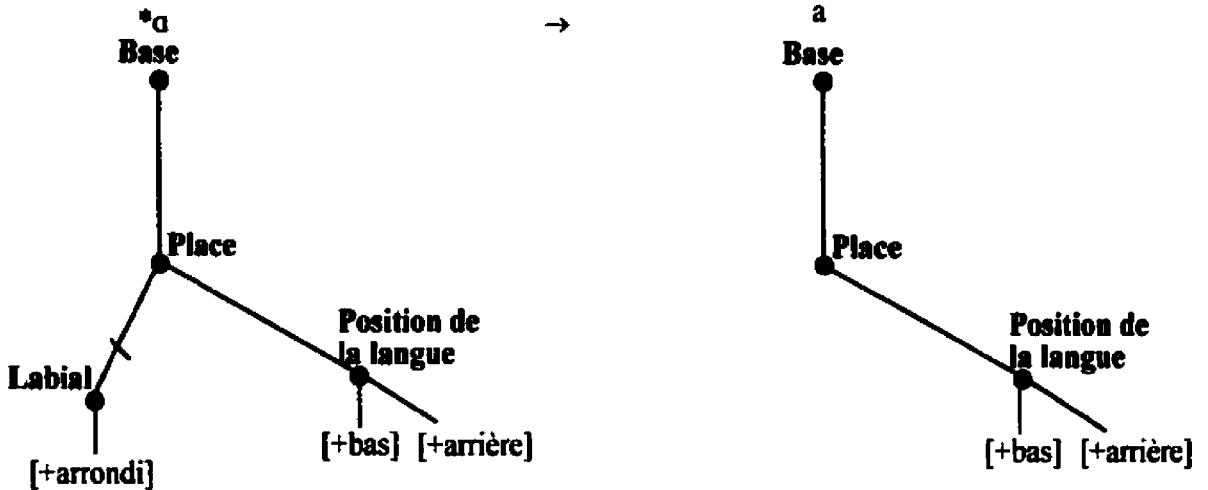 *ɒ → a
Base Base
Place Place
Position de Position de
la langue la langue
Labial
[+bas] [+arrière] [+bas] [+arrière]
[+arrondi]